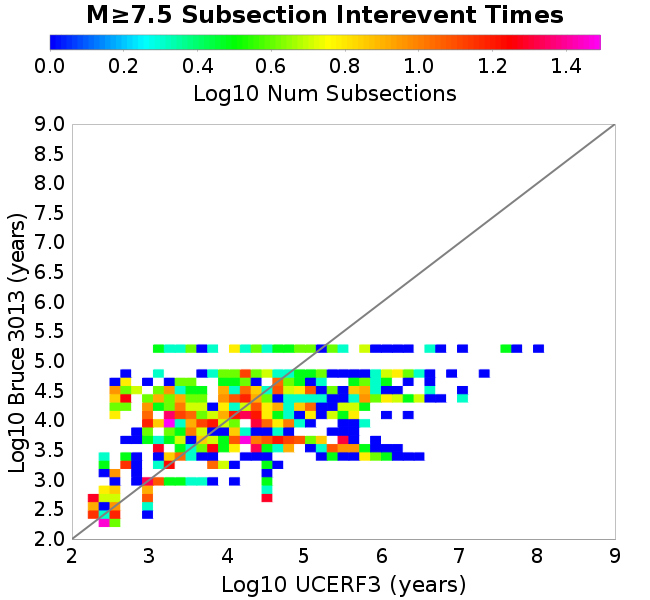 M≥7.5 Subsection Interevent Times
0.0 0.2 0.4 0.6 0.8 1.0 1.2 1.4
Log10 Num Subsections
9.0
8.5
8.0
7.5
7.0
6.5
6.0
5.5
5.0
4.5
4.0
3.5
3.0
2.5
2.0
Log10 Bruce 3013 (years)
2 3 4 5 6 7 8 9
Log10 UCERF3 (years)